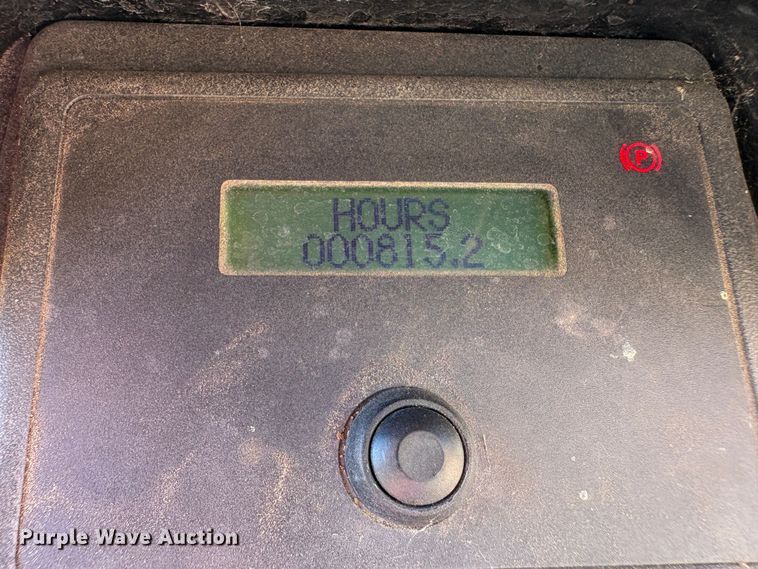 P
HOURS
000815.2
Purple Wave Auction